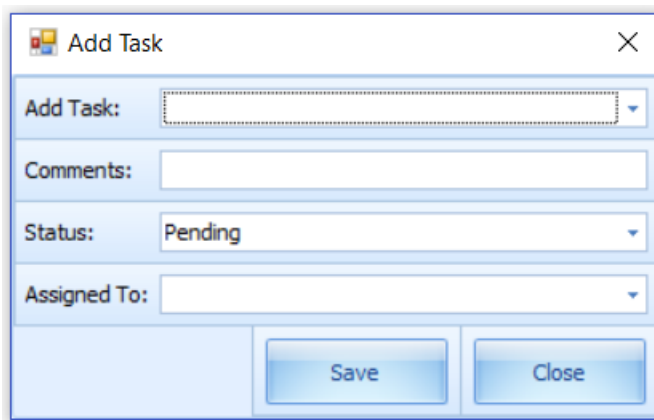 Add Task
Add Task:
Comments:
Status: Pending
Assigned To:
Save Close